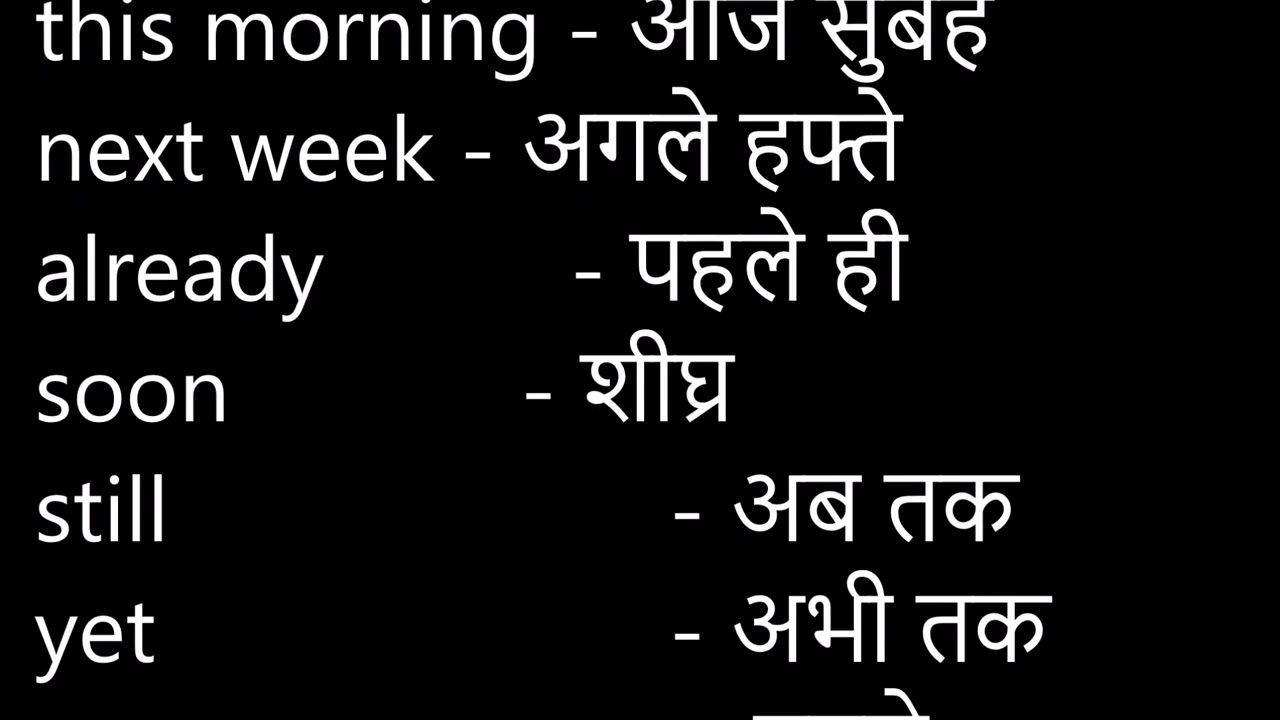 this morning - आज सुबह
next week - अगले हफ्ते
already - पहले ही
soon - शीघ्र
still - अब तक
yet - अभी तक